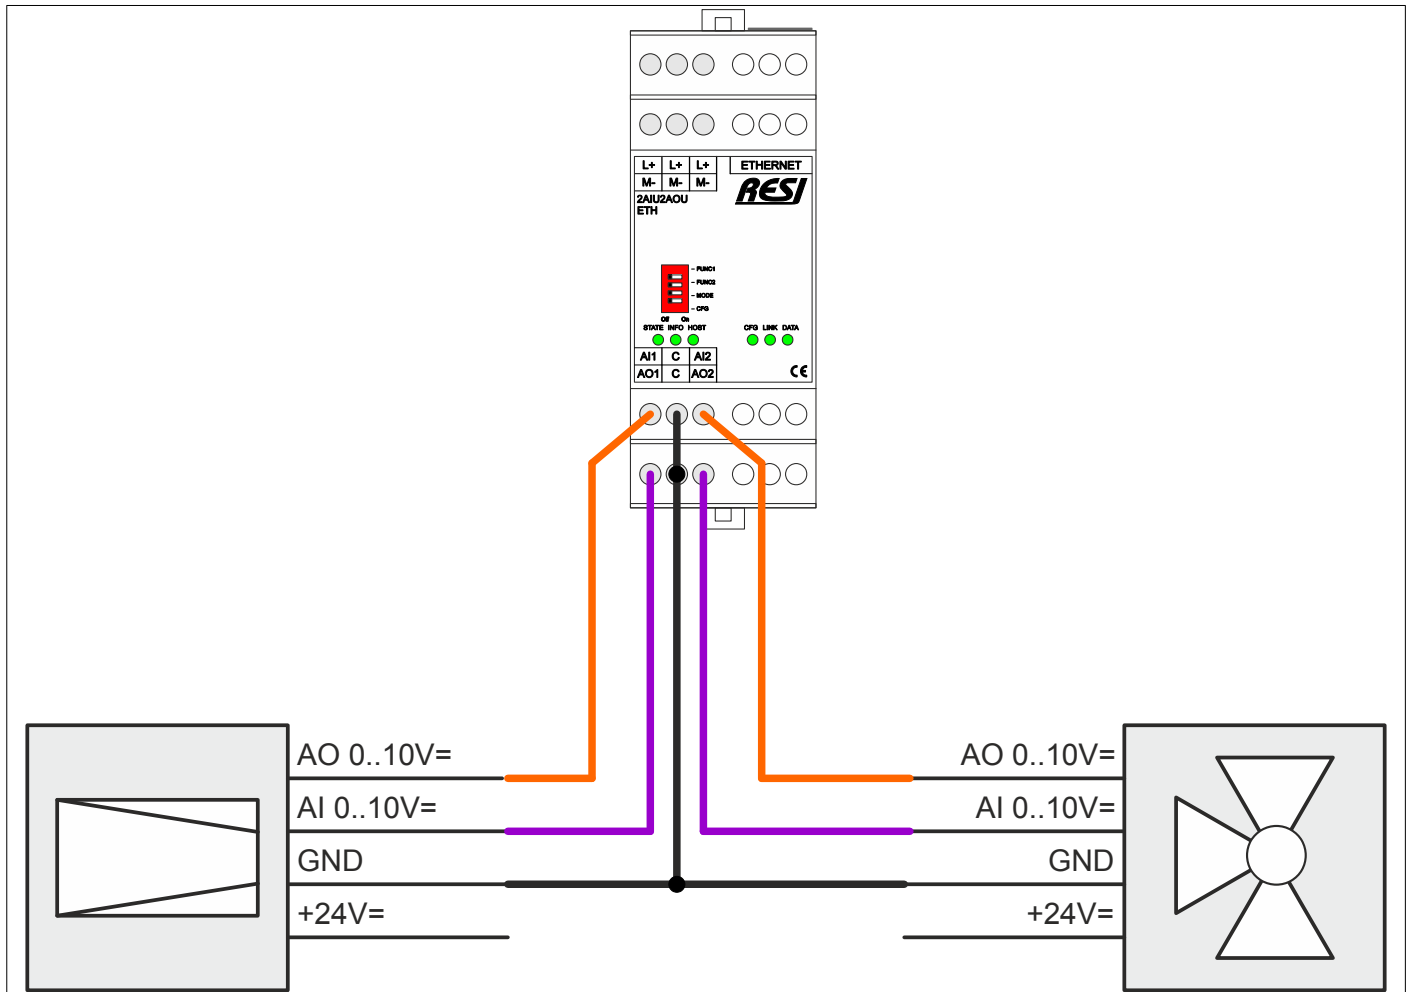 L+ L+ L+ ETHERNET
M- M- M- RESI
2AIU2AOU
ETH
– FUNC1
– FUNC2
– MODE
– CFG
Off On
STATE INFO HOST CFG LINK DATA
AI1 C AI2
AO1 C AO2 CE
AO 0..10V= AO 0..10V=
AI 0..10V= AI 0..10V=
GND GND
+24V= +24V=